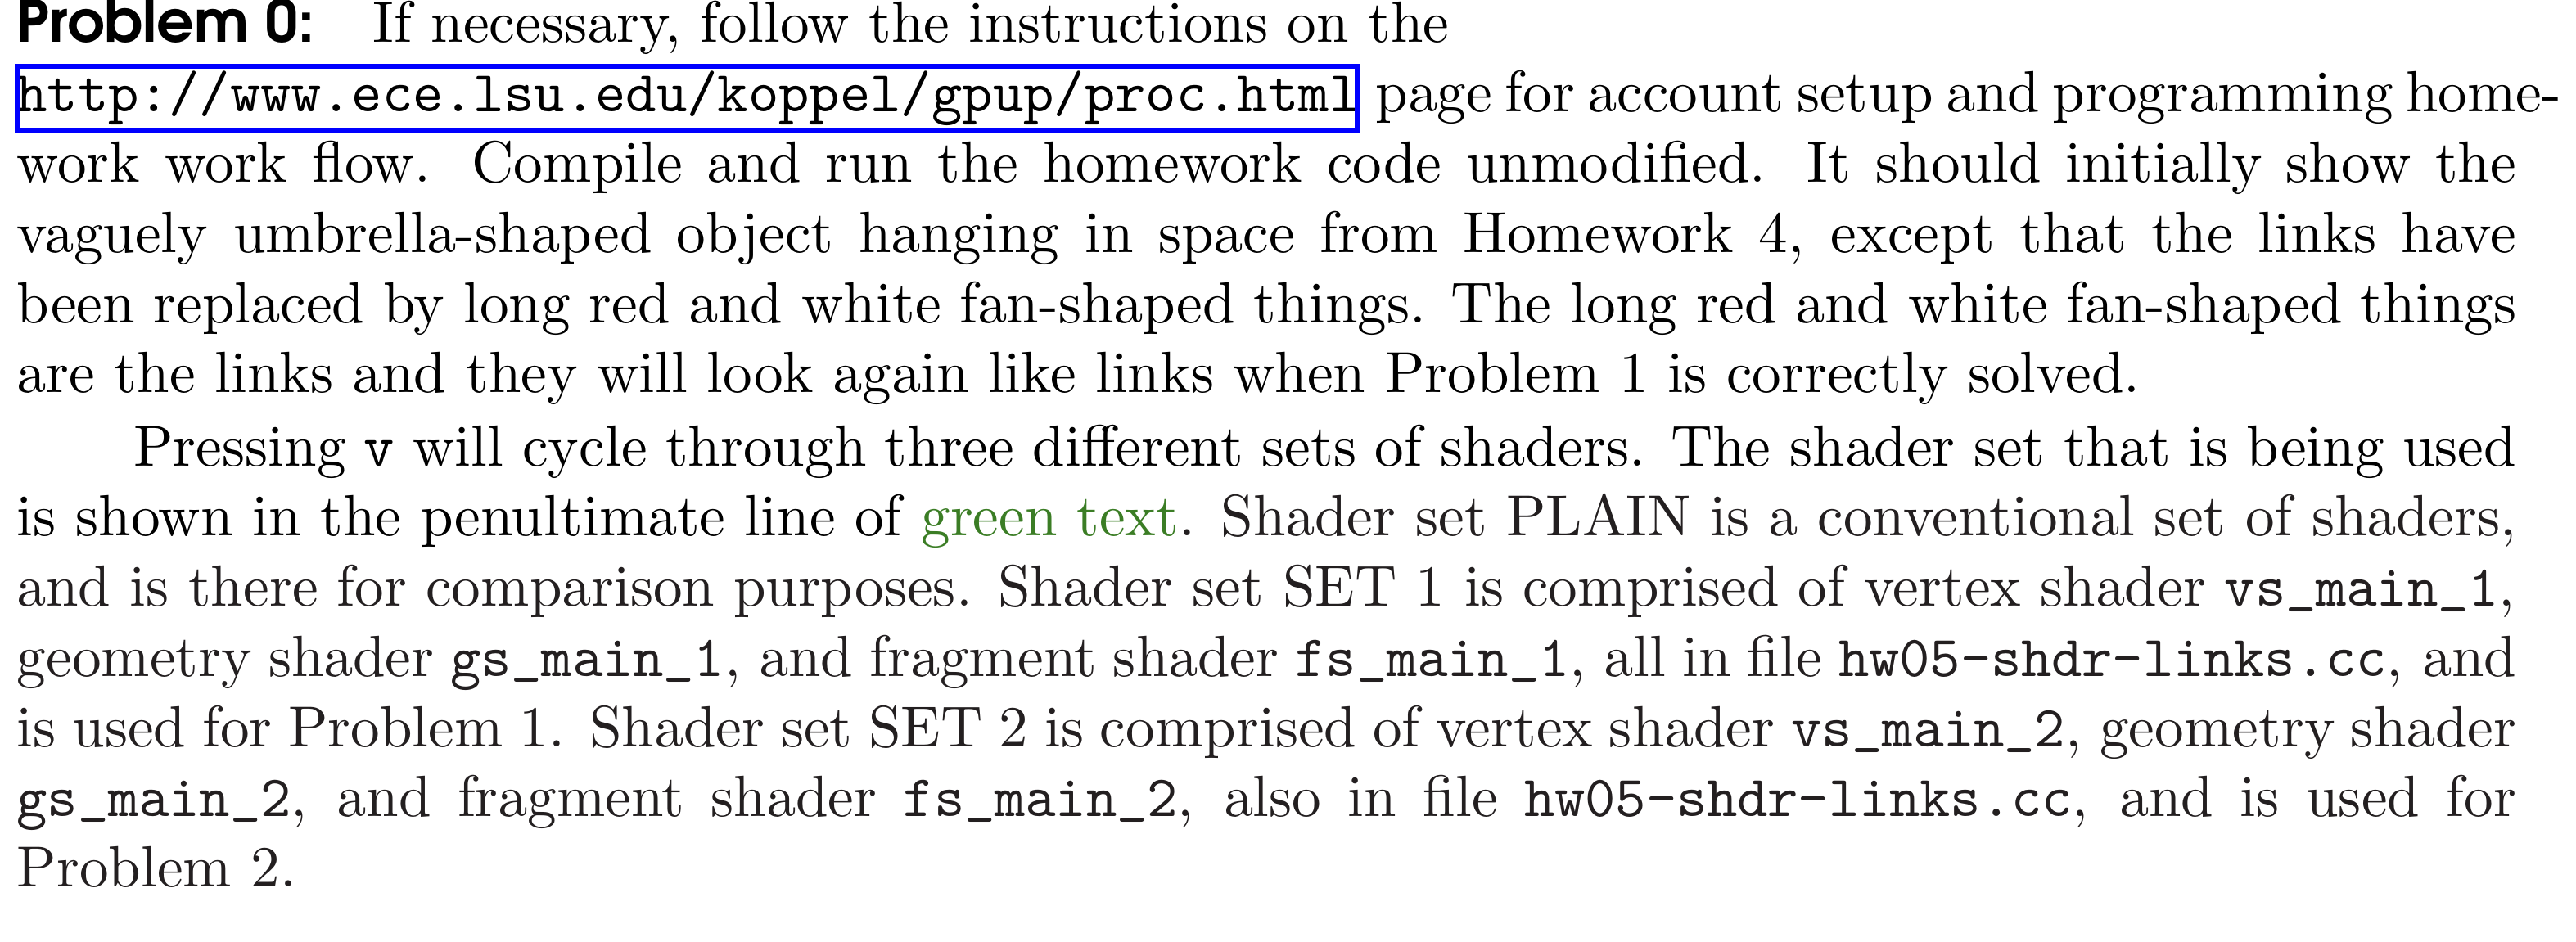 Problem 0: If necessary, follow the instructions on the
http://www.ece.lsu.edu/koppel/gpup/proc.html page for account setup and programming home-
work work flow. Compile and run the homework code unmodified. It should initially show the
vaguely umbrella-shaped object hanging in space from Homework 4, except that the links have
been replaced by long red and white fan-shaped things. The long red and white fan-shaped things
are the links and they will look again like links when Problem 1 is correctly solved.
Pressing v will cycle through three different sets of shaders. The shader set that is being used
is shown in the penultimate line of green text. Shader set PLAIN is a conventional set of shaders,
and is there for comparison purposes. Shader set SET 1 is comprised of vertex shader vs_main_1,
geometry shader gs_main_1, and fragment shader fs_main_1, all in file hw05-shdr-links.cc, and
is used for Problem 1. Shader set SET 2 is comprised of vertex shader vs_main_2, geometry shader
gs_main_2, and fragment shader fs_main_2, also in file hw05-shdr-links.cc, and is used for
Problem 2.